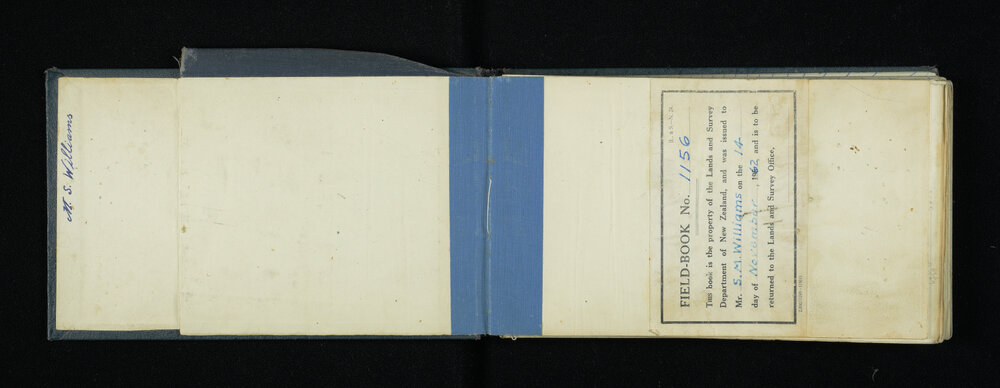 M. S. Williams
FIELD-BOOK No. 1156
THIS book is the property of the Lands and Survey
Department of New Zealand, and was issued to
Mr. S.M. Williams on the 14
day of November, 1962, and is to be
returned to the Lands and Survey Office.